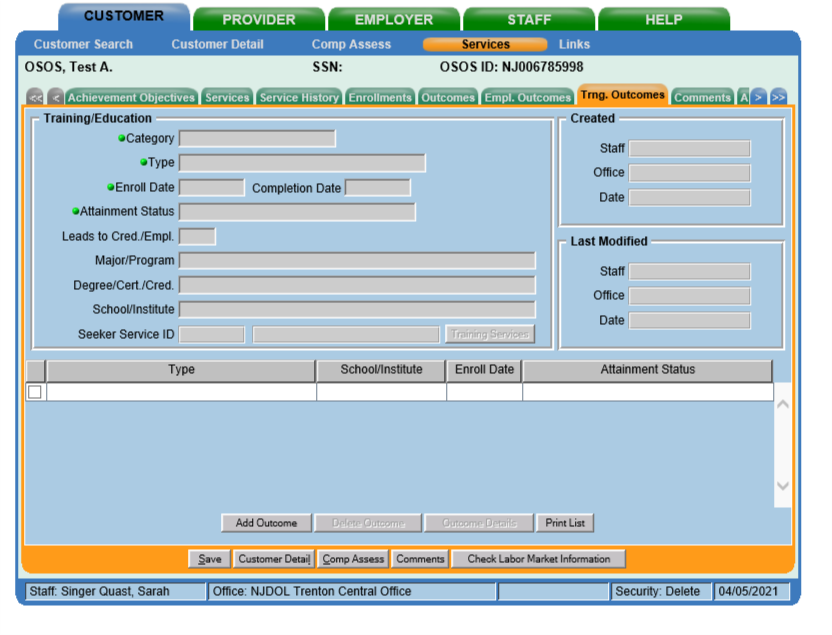 CUSTOMER PROVIDER EMPLOYER STAFF HELP
Customer Search Customer Detail Comp Assess Services Links
OSOS, Test A. SSN: OSOS ID: NJ006785998
<< < Achievement Objectives Services Service History Enrollments Outcomes Empl. Outcomes Trng. Outcomes Comments A > >>
Training/Education
Category
Type
Enroll Date Completion Date
Attainment Status
Leads to Cred./Empl.
Major/Program
Degree/Cert./Cred.
School/Institute
Seeker Service ID Training Services
Created
Staff
Office
Date
Last Modified
Staff
Office
Date
Type School/Institute Enroll Date Attainment Status
Add Outcome Delete Outcome Outcome Details Print List
Save Customer Detail Comp Assess Comments Check Labor Market Information
Staff: Singer Quast, Sarah Office: NJDOL Trenton Central Office Security: Delete 04/05/2021